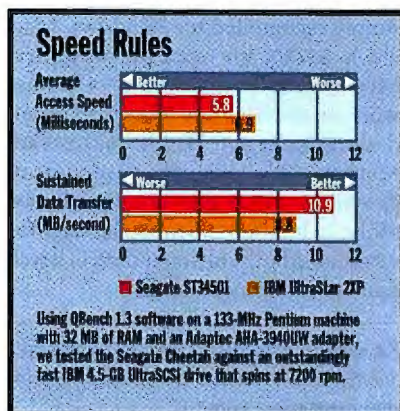 Speed Rules
Average
Access Speed
(Milliseconds)
◀ Better Worse ▶
5.8
6.9
0 2 4 6 8 10 12
Sustained
Data Transfer
(MB/second)
◀ Worse Better ▶
10.9
8.8
0 2 4 6 8 10 12
Seagate ST34501 IBM UltraStar 2XP
Using QBench 1.3 software on a 133-MHz Pentium machine
with 32 MB of RAM and an Adaptec AHA-3940UW adapter,
we tested the Seagate Cheetah against an outstandingly
fast IBM 4.5-GB UltraSCSI drive that spins at 7200 rpm.